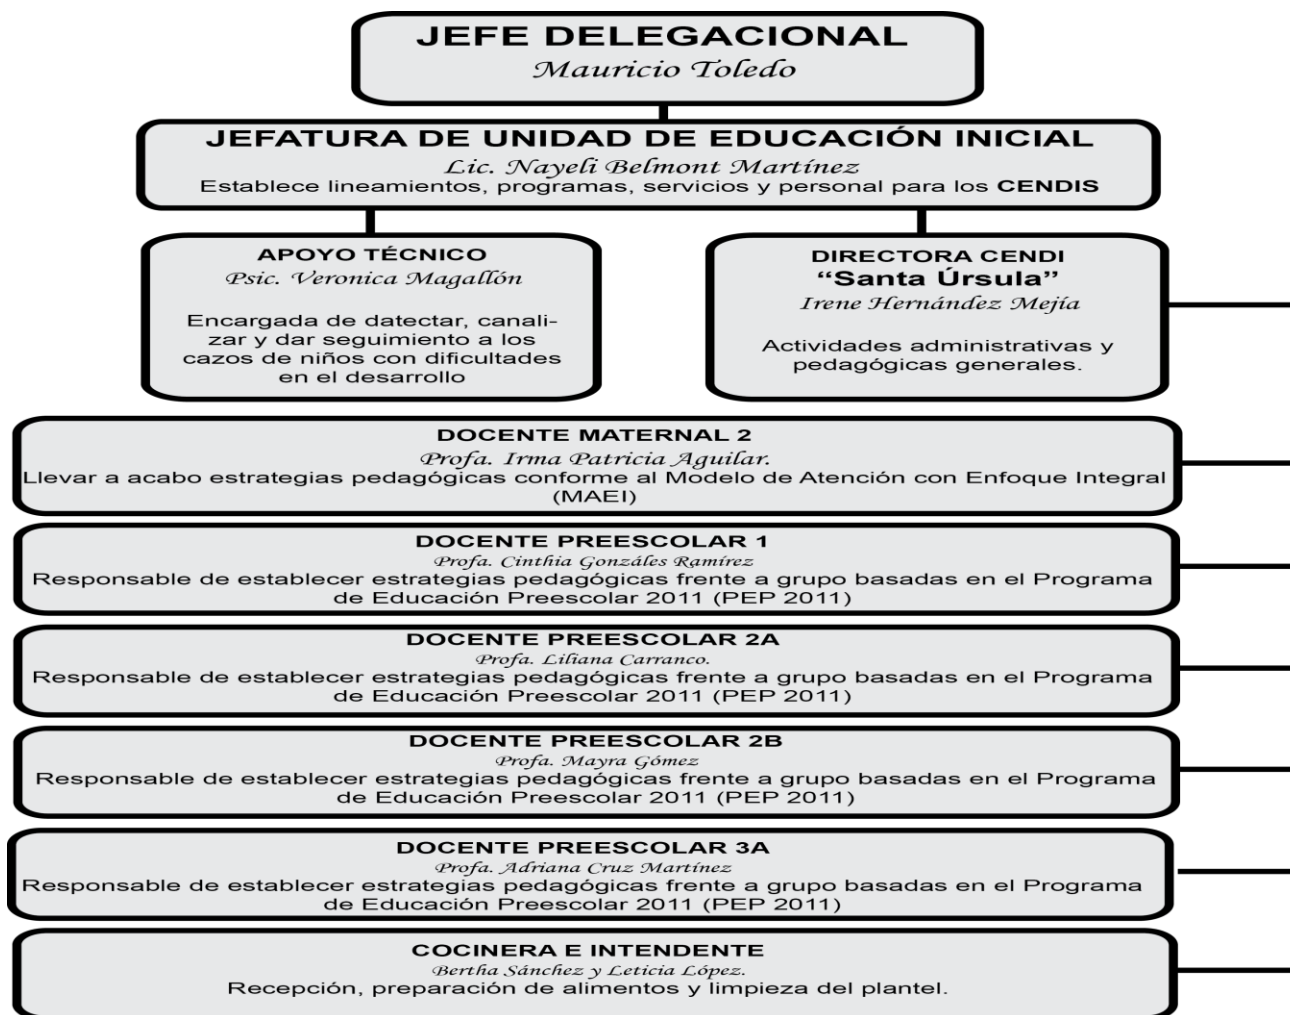 JEFE DELEGACIONAL
Mauricio Toledo
JEFATURA DE UNIDAD DE EDUCACIÓN INICIAL
Lic. Nayeli Belmont Martínez
Establece lineamientos, programas, servicios y personal para los CENDIS
APOYO TÉCNICO
Psic. Veronica Magallón
Encargada de datectar, canali-
zar y dar seguimiento a los
cazos de niños con dificultades
en el desarrollo
DIRECTORA CENDI
“Santa Úrsula”
Irene Hernández Mejía
Actividades administrativas y
pedagógicas generales.
DOCENTE MATERNAL 2
Profa. Irma Patricia Aguilar.
Llevar a acabo estrategias pedagógicas conforme al Modelo de Atención con Enfoque Integral
(MAEI)
DOCENTE PREESCOLAR 1
Profa. Cinthia Gonzáles Ramírez
Responsable de establecer estrategias pedagógicas frente a grupo basadas en el Programa
de Educación Preescolar 2011 (PEP 2011)
DOCENTE PREESCOLAR 2A
Profa. Liliana Carranco.
Responsable de establecer estrategias pedagógicas frente a grupo basadas en el Programa
de Educación Preescolar 2011 (PEP 2011)
DOCENTE PREESCOLAR 2B
Profa. Mayra Gómez
Responsable de establecer estrategias pedagógicas frente a grupo basadas en el Programa
de Educación Preescolar 2011 (PEP 2011)
DOCENTE PREESCOLAR 3A
Profa. Adriana Cruz Martínez
Responsable de establecer estrategias pedagógicas frente a grupo basadas en el Programa
de Educación Preescolar 2011 (PEP 2011)
COCINERA E INTENDENTE
Bertha Sánchez y Leticia López.
Recepción, preparación de alimentos y limpieza del plantel.